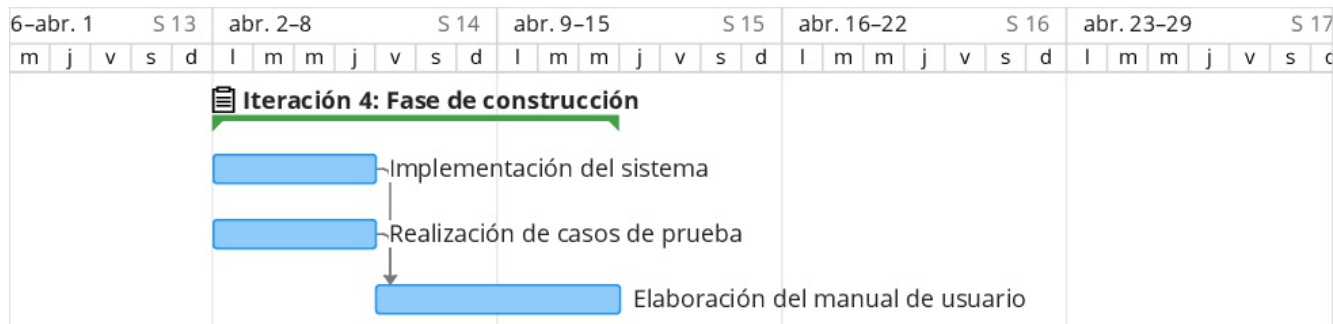 6–abr. 1 S 13 abr. 2–8 S 14 abr. 9–15 S 15 abr. 16–22 S 16 abr. 23–29 S 17
m j v s d l m m j v s d l m m j v s d l m m j v s d l m m j v s d
Iteración 4: Fase de construcción
Implementación del sistema
Realización de casos de prueba
Elaboración del manual de usuario